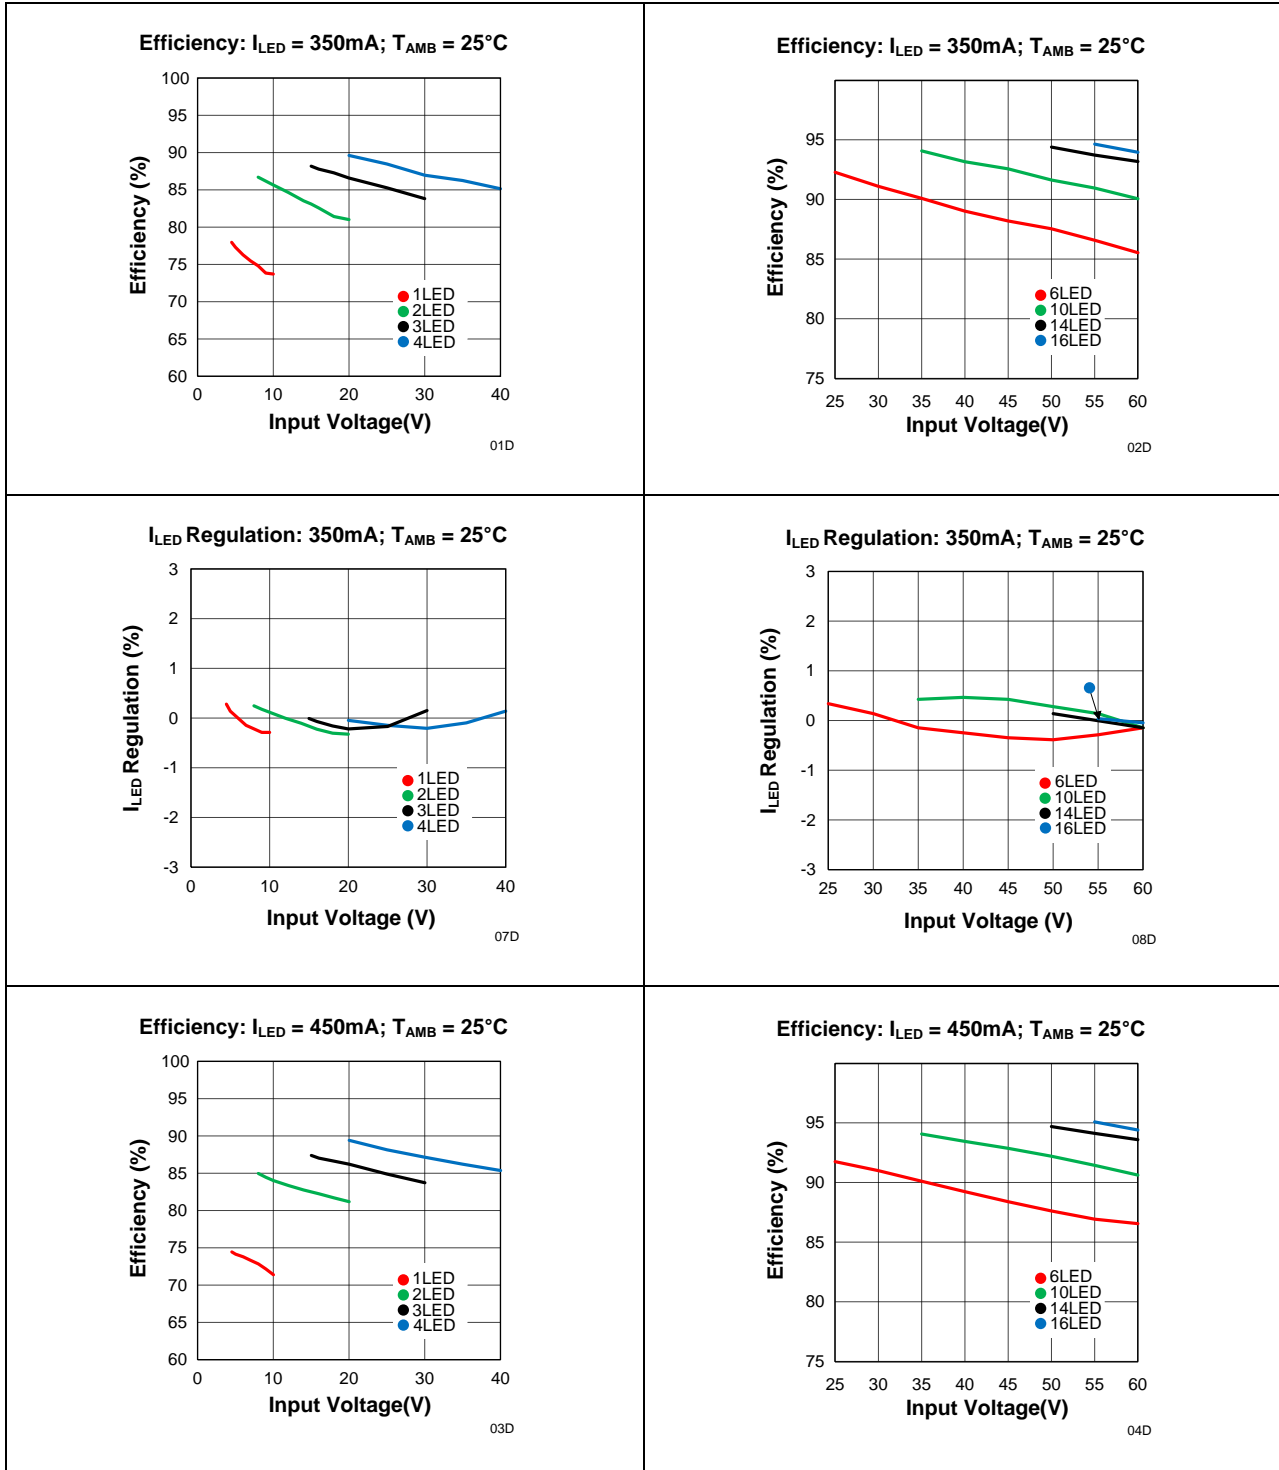 Efficiency: ILED = 350mA; TAMB = 25°C
Efficiency (%)
100
95
90
85
80
75
70
65
60
0 10 20 30 40
1LED
2LED
3LED
4LED
Input Voltage(V)
01D
Efficiency: ILED = 350mA; TAMB = 25°C
Efficiency (%)
95
90
85
80
75
25 30 35 40 45 50 55 60
6LED
10LED
14LED
16LED
Input Voltage(V)
02D
ILED Regulation: 350mA; TAMB = 25°C
ILED Regulation (%)
3
2
1
0
-1
-2
-3
0 10 20 30 40
1LED
2LED
3LED
4LED
Input Voltage (V)
07D
ILED Regulation: 350mA; TAMB = 25°C
ILED Regulation (%)
3
2
1
0
-1
-2
-3
25 30 35 40 45 50 55 60
6LED
10LED
14LED
16LED
Input Voltage (V)
08D
Efficiency: ILED = 450mA; TAMB = 25°C
Efficiency (%)
100
95
90
85
80
75
70
65
60
0 10 20 30 40
1LED
2LED
3LED
4LED
Input Voltage(V)
03D
Efficiency: ILED = 450mA; TAMB = 25°C
Efficiency (%)
95
90
85
80
75
25 30 35 40 45 50 55 60
6LED
10LED
14LED
16LED
Input Voltage(V)
04D